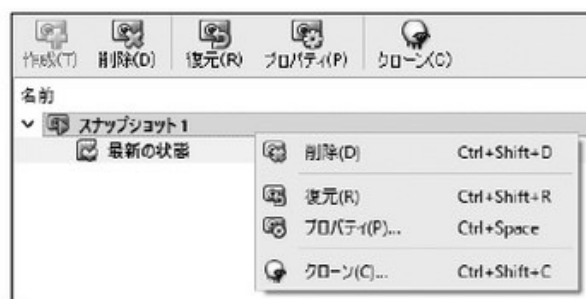 作成(T) 削除(D) 復元(R) プロパティ(P) クローン(C)
名前
スナップショット 1
最新の状態
削除(D) Ctrl+Shift+D
復元(R) Ctrl+Shift+R
プロパティ(P)... Ctrl+Space
クローン(C)... Ctrl+Shift+C